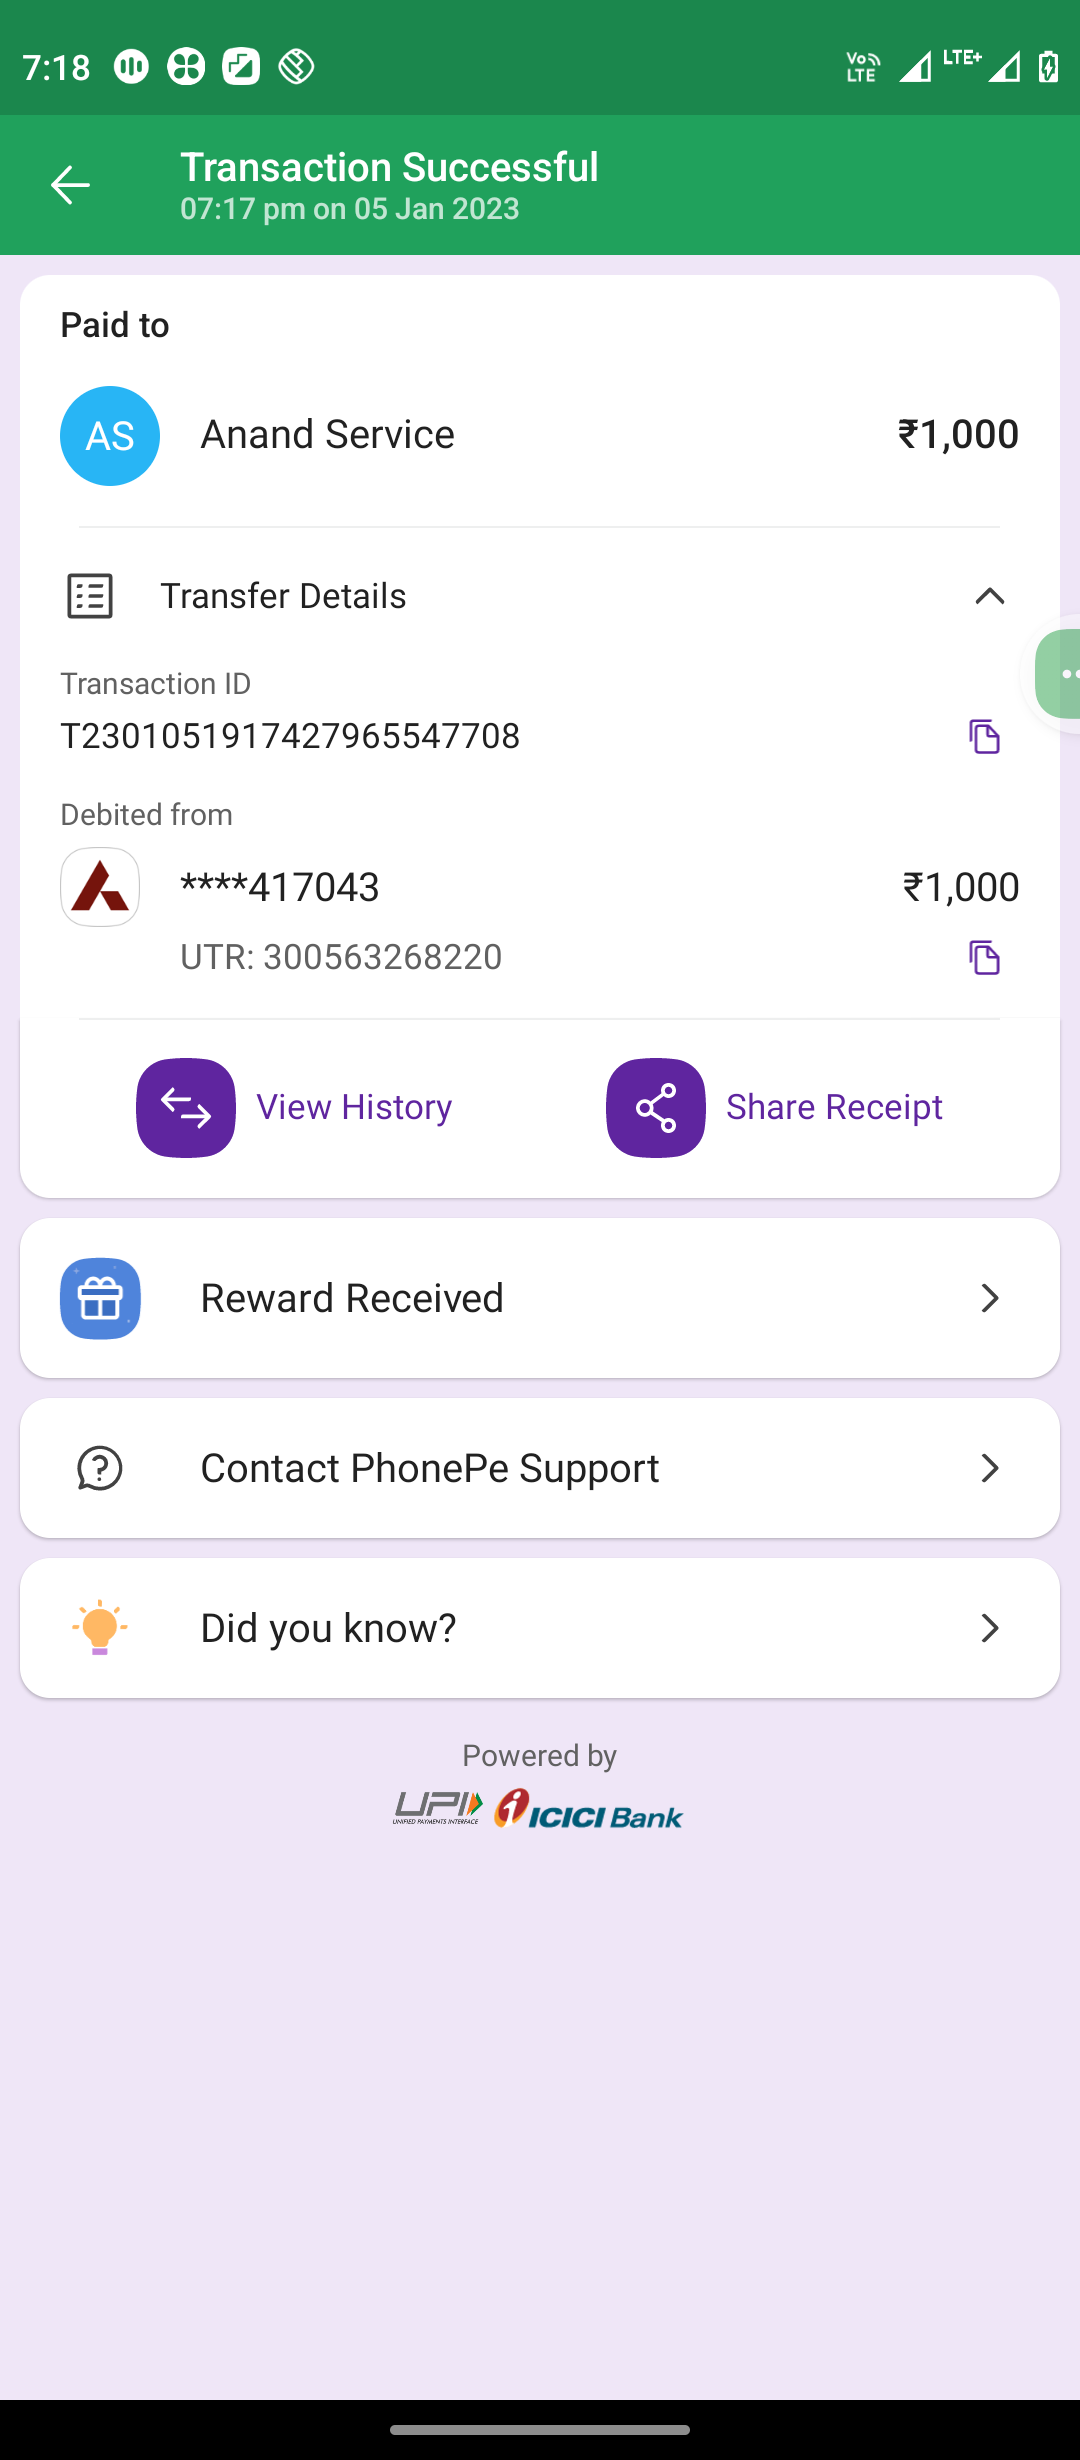 7:18
Vo LTE
LTE+
Transaction Successful
07:17 pm on 05 Jan 2023
Paid to
AS Anand Service ₹1,000
Transfer Details
Transaction ID
T2301051917427965547708
Debited from
****417043 ₹1,000
UTR: 300563268220
View History Share Receipt
Reward Received
Contact PhonePe Support
Did you know?
Powered by
UPI ICICI Bank
UNIFIED PAYMENTS INTERFACE